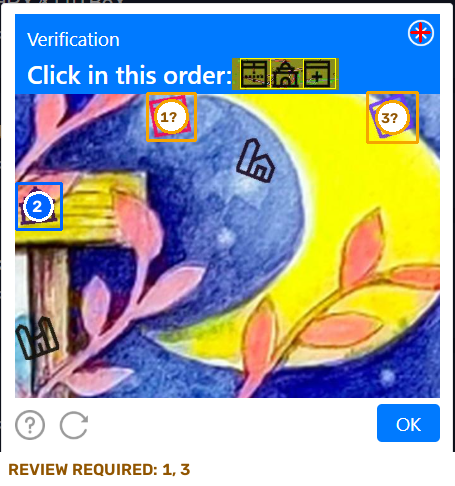 Verification
Click in this order:
1?
3?
2
?
OK
REVIEW REQUIRED: 1, 3